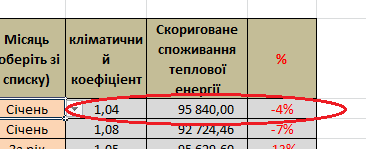 Місяць
оберіть зі
списку)
кліматични
й
коефіцієнт
Скориговане
споживання
теплової
енергії
%
Січень 1,04 95 840,00 -4%
Січень 1,08 92 724,46 -7%